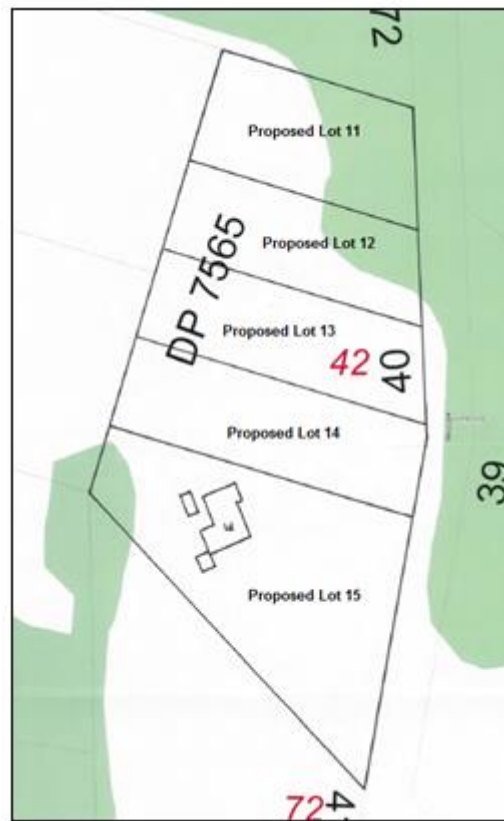 72
Proposed Lot 11
Proposed Lot 12
DP 7565
Proposed Lot 13
42
40
Proposed Lot 14
39
Proposed Lot 15
72